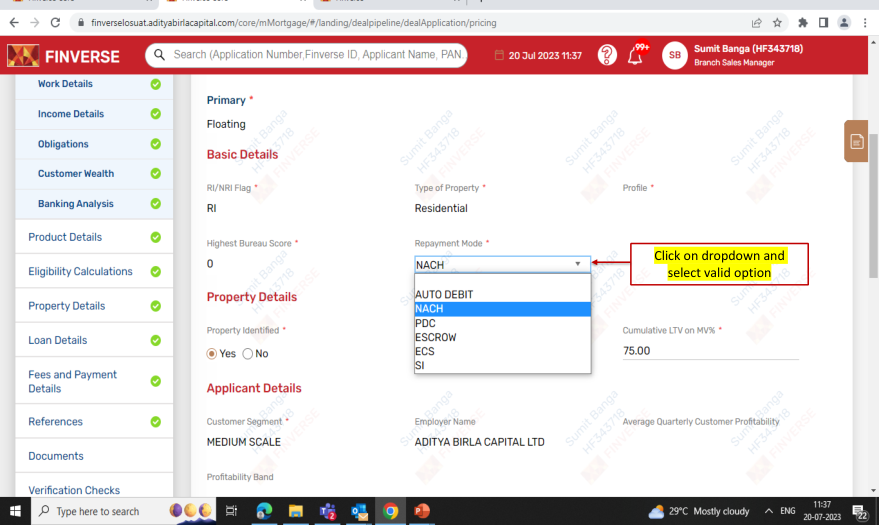 finverselosuat.adityabirlacapital.com/core/mMortgage/#/landing/dealpipeline/dealApplication/pricing
FINVERSE
Search (Application Number,Finverse ID, Applicant Name, PAN
20 Jul 2023 11:37
99+
SB
Sumit Banga (HF343718)
Branch Sales Manager
Work Details
Income Details
Obligations
Customer Wealth
Banking Analysis
Product Details
Eligibility Calculations
Property Details
Loan Details
Fees and Payment
Details
References
Documents
Verification Checks
Primary *
Floating
Basic Details
RI/NRI Flag *
Type of Property *
Profile *
RI
Residential
Highest Bureau Score *
Repayment Mode *
0
NACH
Click on dropdown and
select valid option
AUTO DEBIT
NACH
PDC
ESCROW
ECS
SI
Property Details
Property Identified *
Cumulative LTV on MV% *
Yes No
75.00
Applicant Details
Customer Segment *
Employer Name
Average Quarterly Customer Profitability
MEDIUM SCALE
ADITYA BIRLA CAPITAL LTD
Profitability Band
Sumit Banga
HF343718
FINVERSE
Type here to search
29°C Mostly cloudy
ENG
11:37
20-07-2023
22